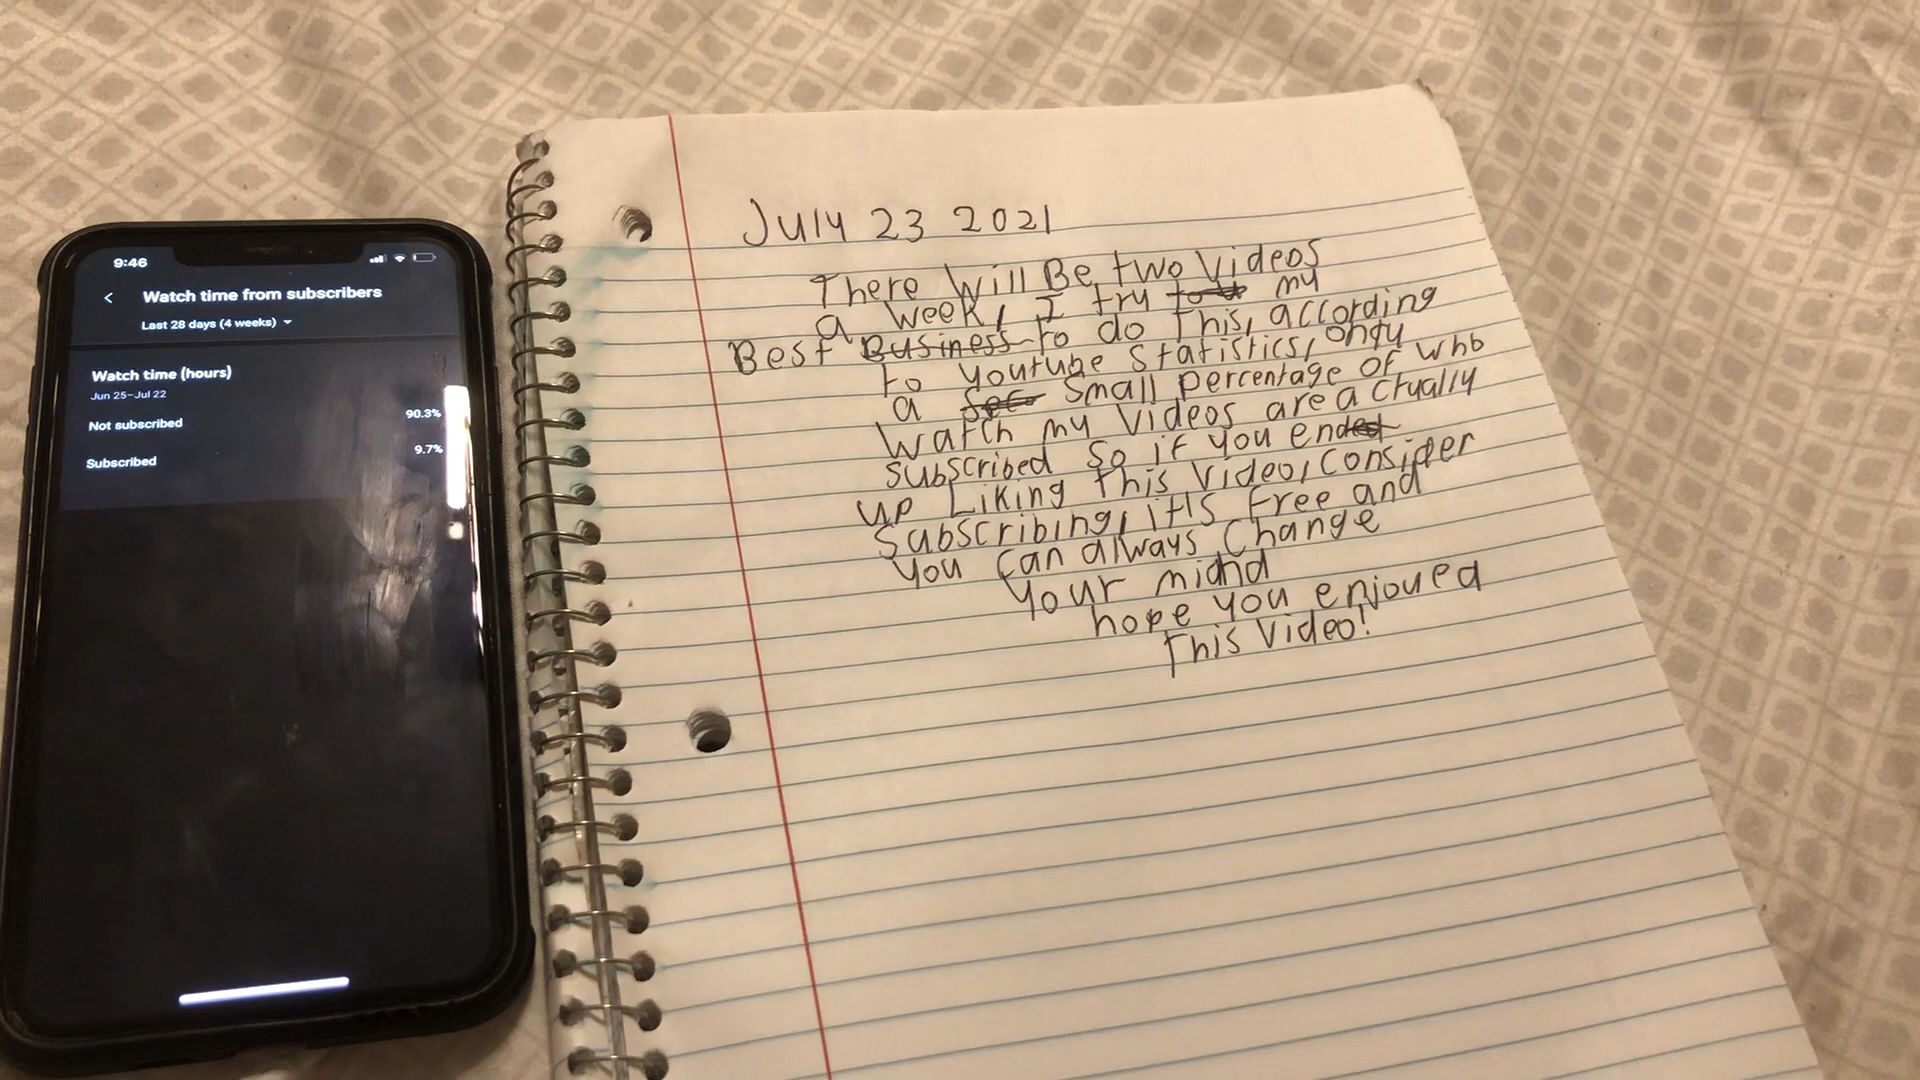 9:46
Watch time from subscribers
Last 28 days (4 weeks)
Watch time (hours)
Jun 25–Jul 22
Not subscribed 90.3%
Subscribed 9.7%
July 23 2021
There Will Be two Videos
a week, I try my
Best Business to do This, according
to youtube Statistics, only
a Small percentage of who
watch my Videos are actually
subscribed so if you ended
up Liking This Video, consider
Subscribing, it's Free and
you can always Change
Your mind
hope you enjoyed
This Video!